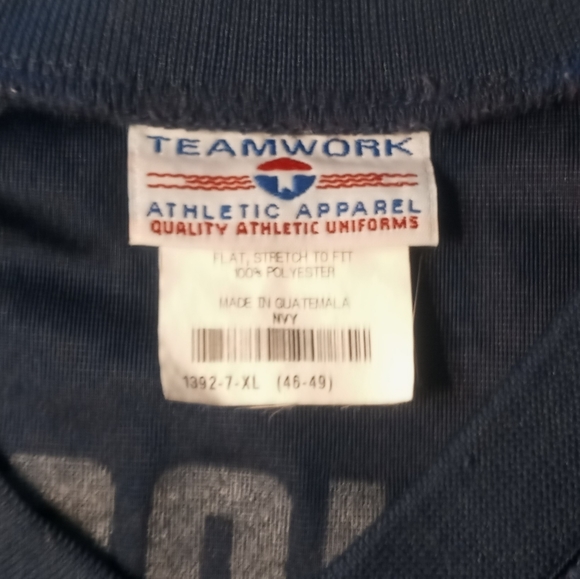 TEAMWORK
ATHLETIC APPAREL
QUALITY ATHLETIC UNIFORMS
FLAT, STRETCH TO FIT
100% POLYESTER
MADE IN GUATEMALA
NVY
1392-7-XL (46-49)